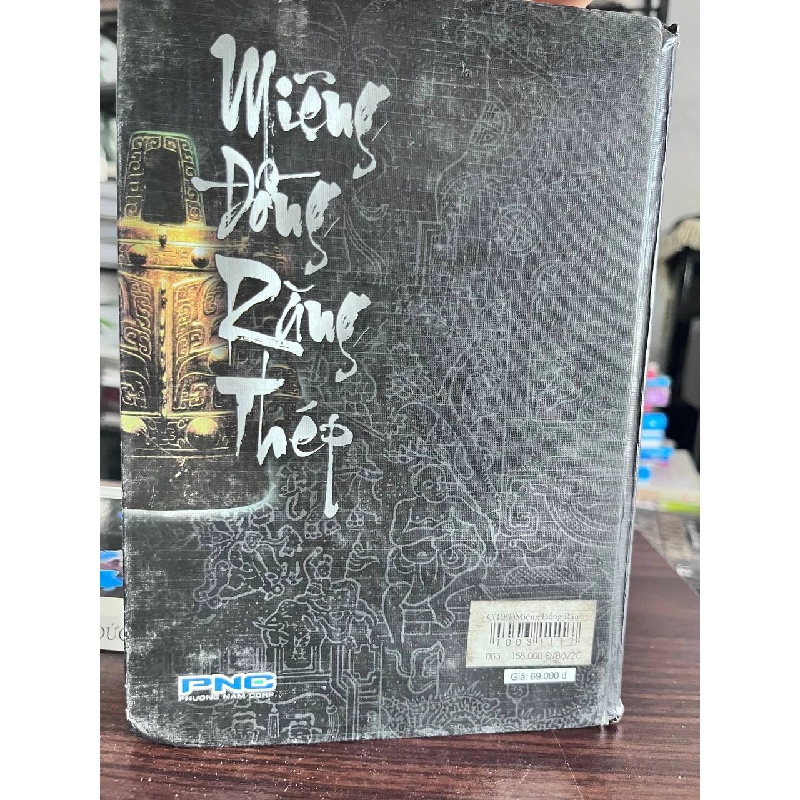 Miệng
Đồng
Răng
Thép
PNC
PHUONG NAM CORP
155.000 Đ/BỘ/2C
Giá: 69.000 đ